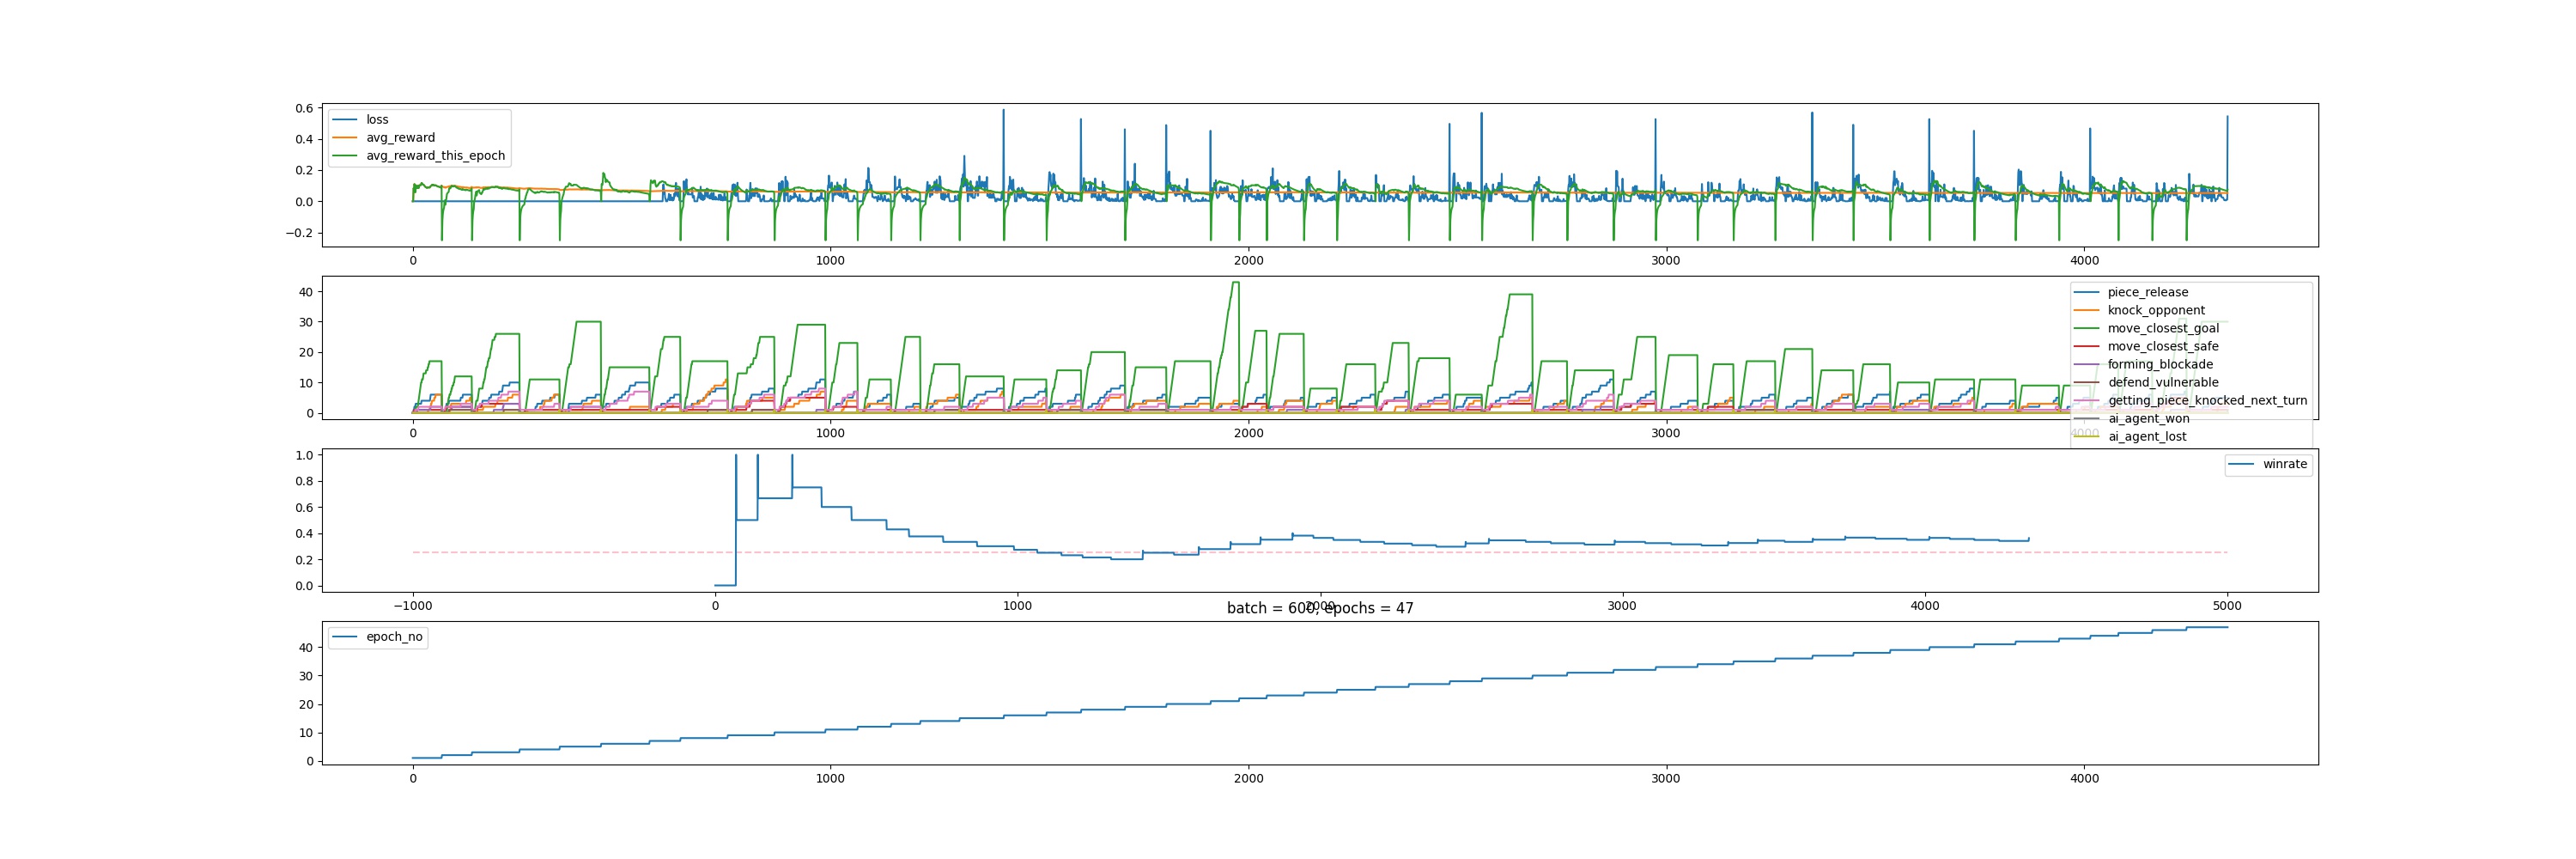 0.6
0.4
0.2
0.0
−0.2
loss
avg_reward
avg_reward_this_epoch
0 1000 2000 3000 4000
40
30
20
10
0
piece_release
knock_opponent
move_closest_goal
move_closest_safe
forming_blockade
defend_vulnerable
getting_piece_knocked_next_turn
ai_agent_won
ai_agent_lost
0 1000 2000 3000 4000
1.0
0.8
0.6
0.4
0.2
0.0
winrate
−1000 0 1000 2000 3000 4000 5000
batch = 600, epochs = 47
40
30
20
10
0
epoch_no
0 1000 2000 3000 4000